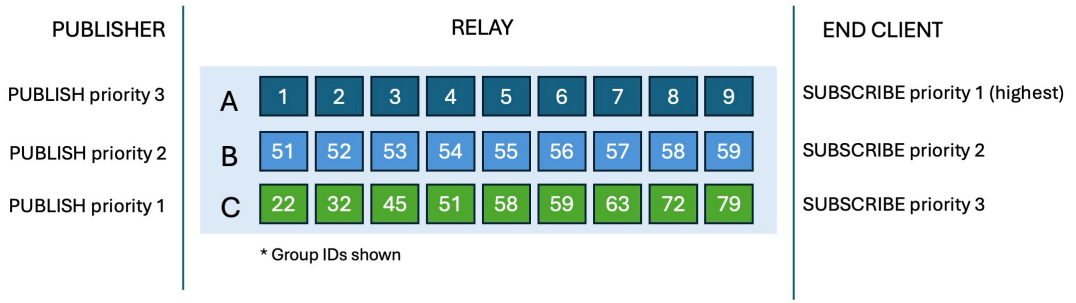 PUBLISHER RELAY END CLIENT
PUBLISH priority 3 A 1 2 3 4 5 6 7 8 9 SUBSCRIBE priority 1 (highest)
PUBLISH priority 2 B 51 52 53 54 55 56 57 58 59 SUBSCRIBE priority 2
PUBLISH priority 1 C 22 32 45 51 58 59 63 72 79 SUBSCRIBE priority 3
* Group IDs shown